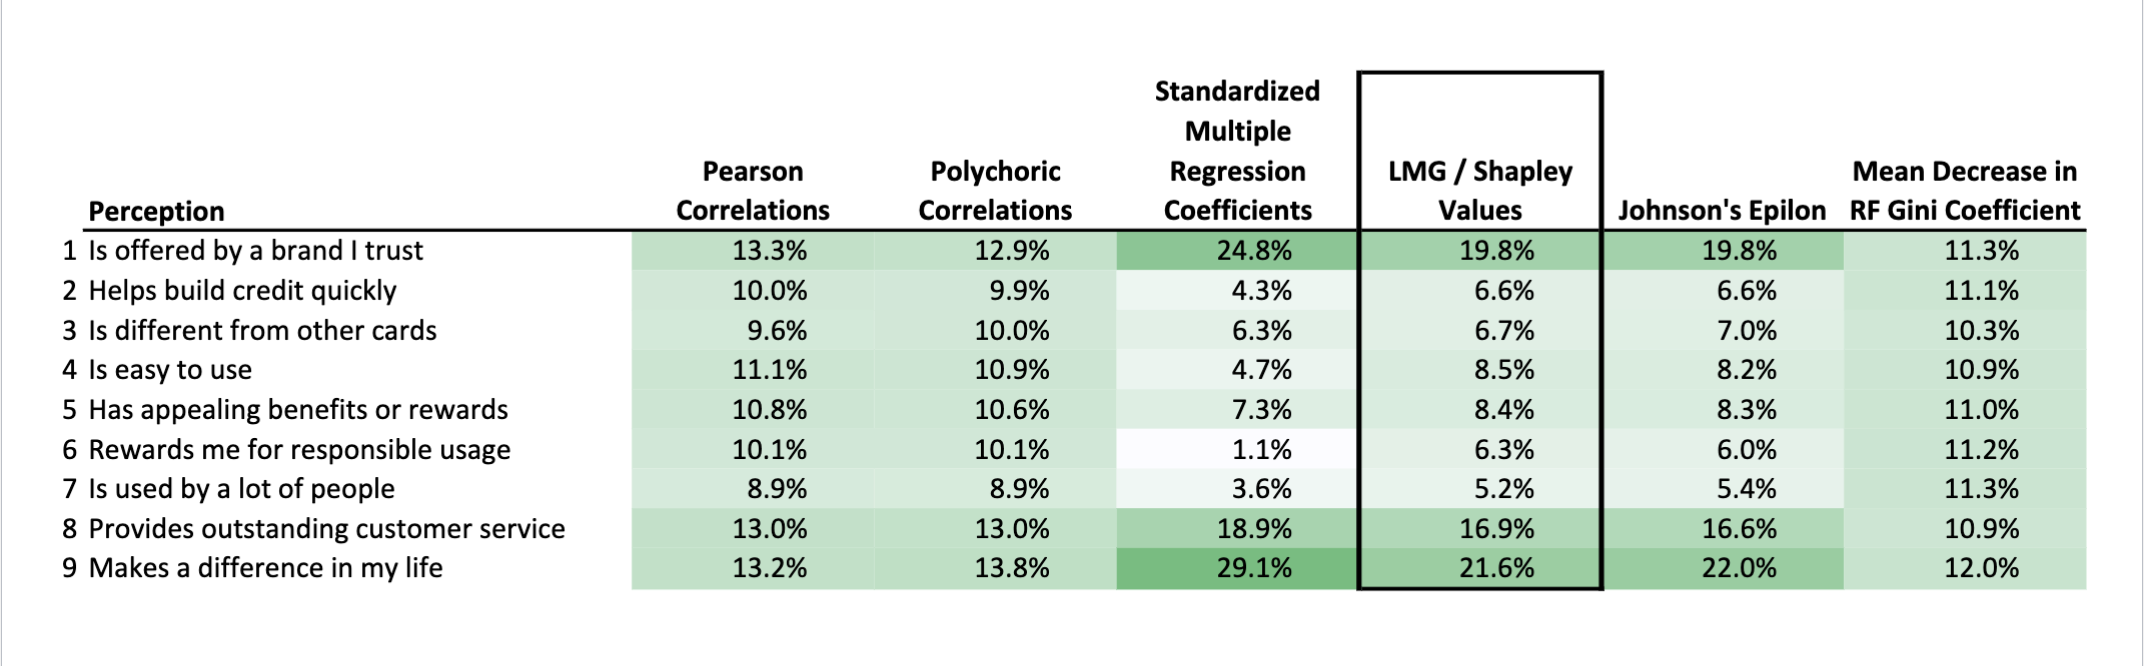 Standardized
Multiple
Pearson Polychoric Regression LMG / Shapley Mean Decrease in
Perception Correlations Correlations Coefficients Values Johnson's Epilon RF Gini Coefficient
1 Is offered by a brand I trust 13.3% 12.9% 24.8% 19.8% 19.8% 11.3%
2 Helps build credit quickly 10.0% 9.9% 4.3% 6.6% 6.6% 11.1%
3 Is different from other cards 9.6% 10.0% 6.3% 6.7% 7.0% 10.3%
4 Is easy to use 11.1% 10.9% 4.7% 8.5% 8.2% 10.9%
5 Has appealing benefits or rewards 10.8% 10.6% 7.3% 8.4% 8.3% 11.0%
6 Rewards me for responsible usage 10.1% 10.1% 1.1% 6.3% 6.0% 11.2%
7 Is used by a lot of people 8.9% 8.9% 3.6% 5.2% 5.4% 11.3%
8 Provides outstanding customer service 13.0% 13.0% 18.9% 16.9% 16.6% 10.9%
9 Makes a difference in my life 13.2% 13.8% 29.1% 21.6% 22.0% 12.0%